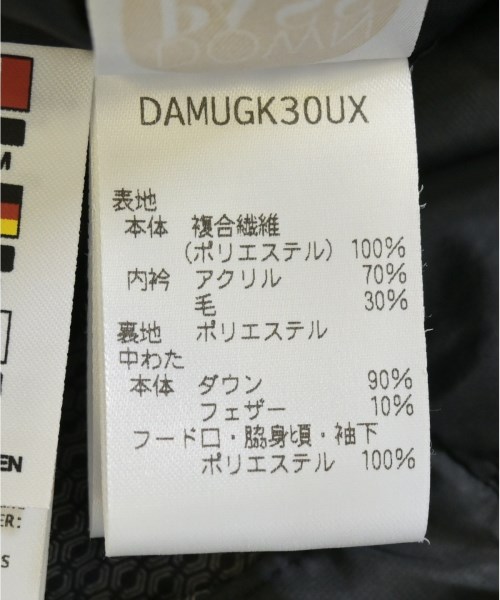 DOWN
DAMUGK30UX
表地
本体 複合繊維
(ポリエステル) 100%
内衿 アクリル 70%
毛 30%
裏地 ポリエステル
中わた
本体 ダウン 90%
フェザー 10%
フード口・脇身頃・袖下
ポリエステル 100%
M
EN
ER:
S